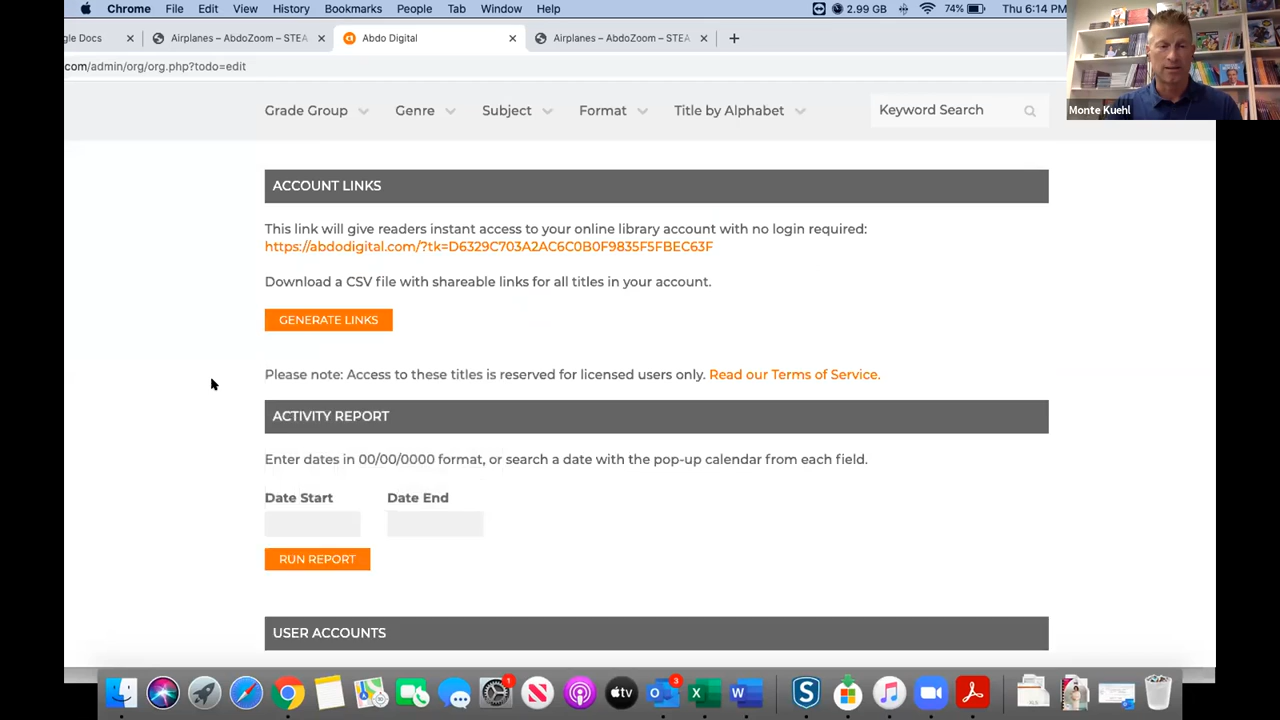 Chrome File Edit View History Bookmarks People Tab Window Help 2.99 GB 74% Thu 6:14 PM
gle Docs Airplanes – AbdoZoom – STEA Abdo Digital Airplanes – AbdoZoom – STEA
com/admin/org/org.php?todo=edit
Monte Kuehl
Grade Group Genre Subject Format Title by Alphabet Keyword Search
ACCOUNT LINKS
This link will give readers instant access to your online library account with no login required:
https://abdodigital.com/?tk=D6329C703A2AC6C0B0F9835F5FBEC63F
Download a CSV file with shareable links for all titles in your account.
GENERATE LINKS
Please note: Access to these titles is reserved for licensed users only. Read our Terms of Service.
ACTIVITY REPORT
Enter dates in 00/00/0000 format, or search a date with the pop-up calendar from each field.
Date Start Date End
RUN REPORT
USER ACCOUNTS
1 tv 3